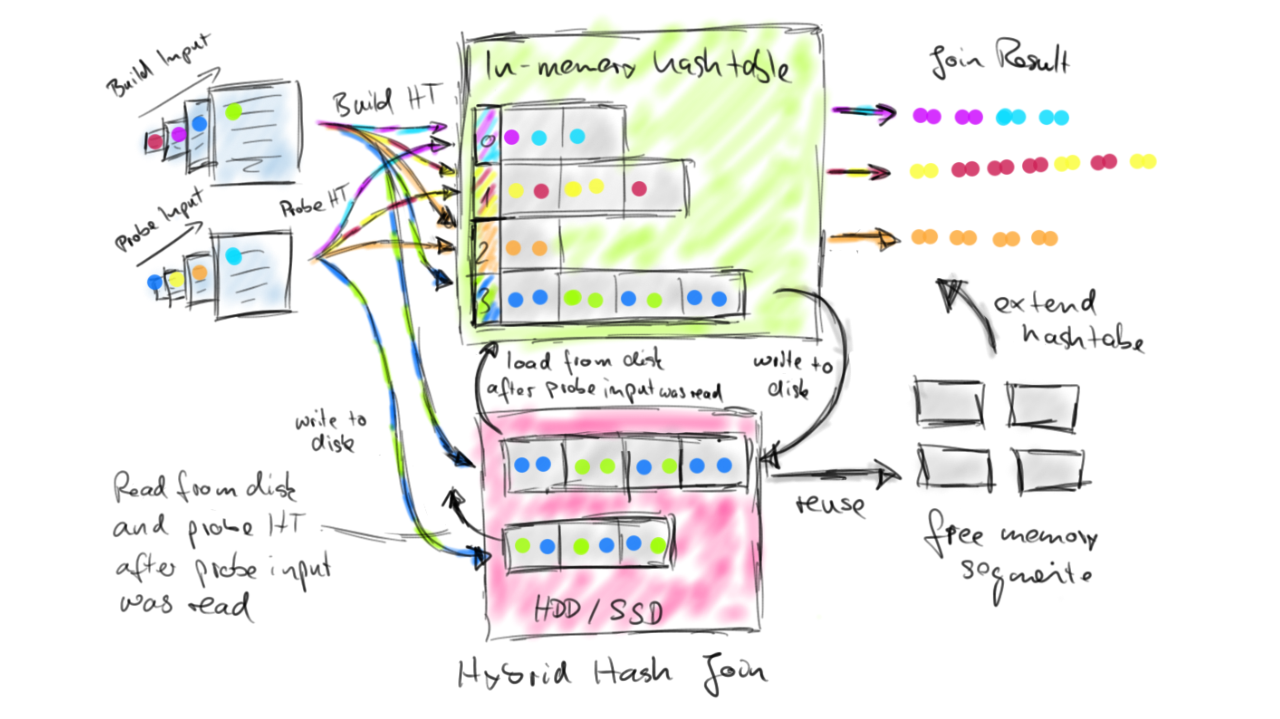 Build Input
Build HT
In-memory hashtable
Join Result
0
1
2
3
Probe Input
Probe HT
load from disk
after probe input was read
write to
disk
extend
hashtabe
write to
disk
reuse
Read from disk
and probe HT
after probe input
was read
free memory
HDD / SSD
Hybrid Hash Join